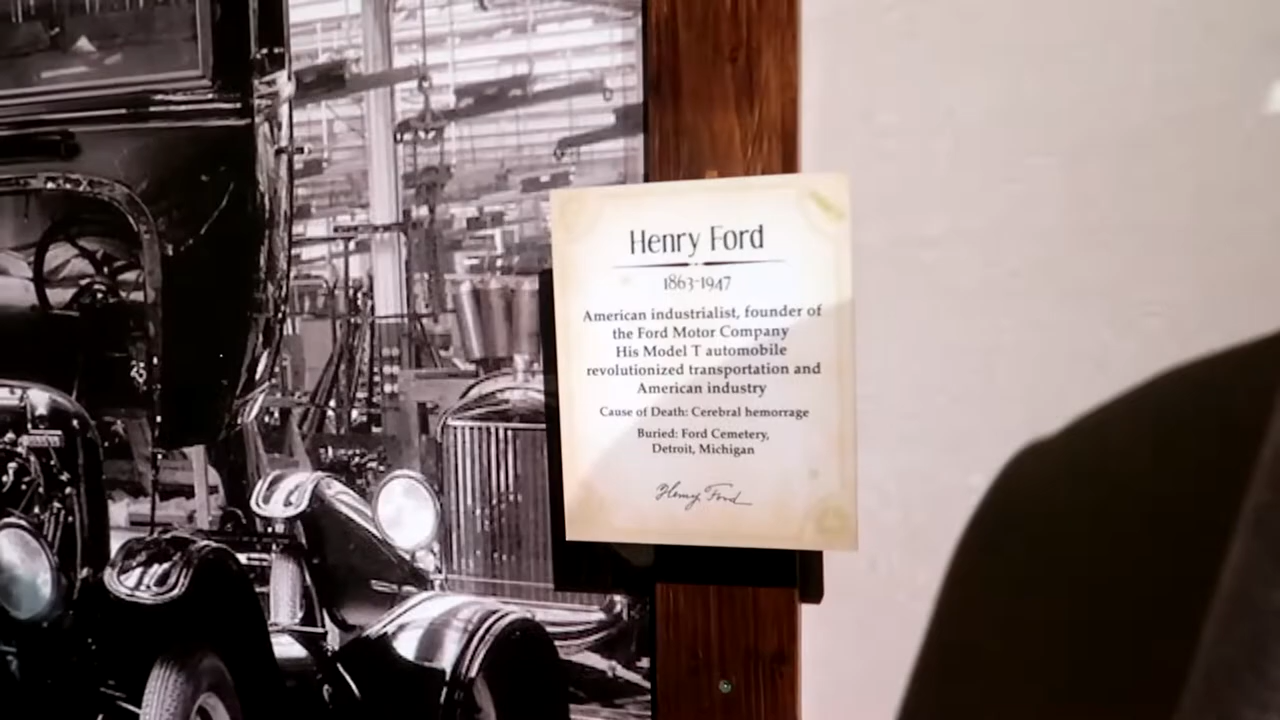 Henry Ford
1863-1947
American industrialist, founder of
the Ford Motor Company
His Model T automobile
revolutionized transportation and
American industry
Cause of Death: Cerebral hemorrage
Buried: Ford Cemetery,
Detroit, Michigan
Henry Ford